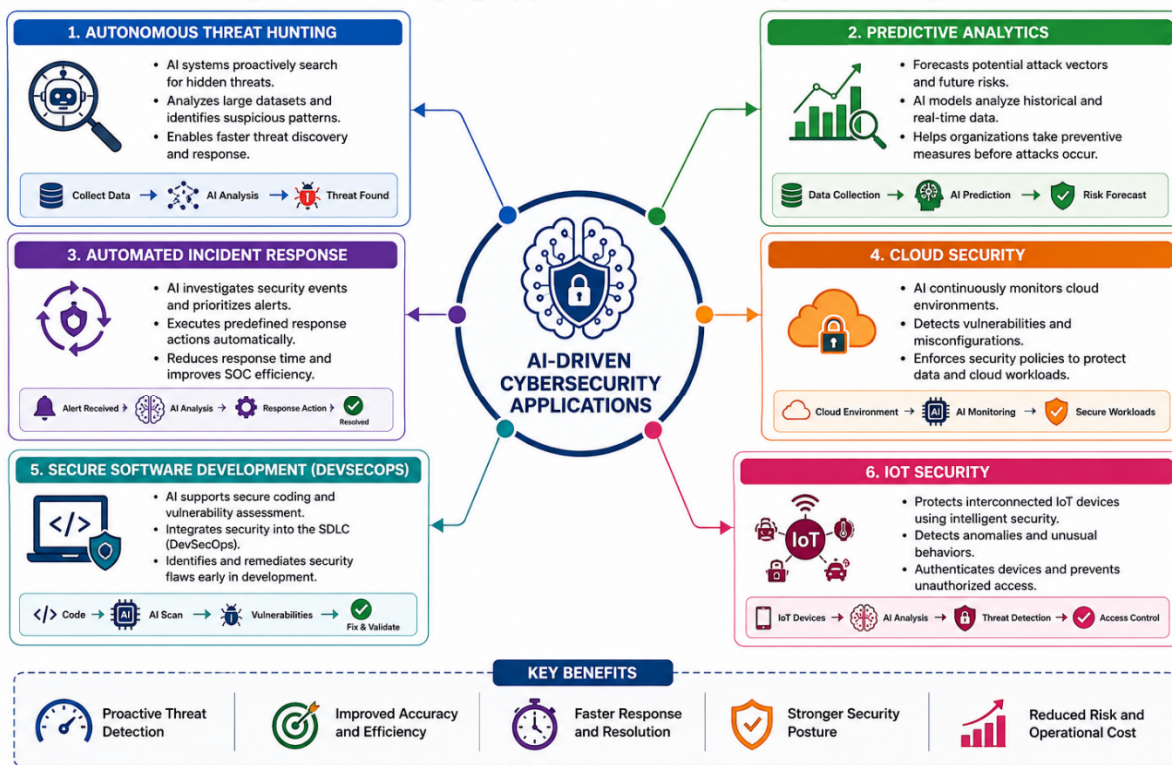 1. AUTONOMOUS THREAT HUNTING
• AI systems proactively search
for hidden threats.
• Analyzes large datasets and
identifies suspicious patterns.
• Enables faster threat discovery
and response.
Collect Data
AI Analysis
Threat Found
2. PREDICTIVE ANALYTICS
• Forecasts potential attack vectors
and future risks.
• AI models analyze historical and
real-time data.
• Helps organizations take preventive
measures before attacks occur.
Data Collection
AI Prediction
Risk Forecast
3. AUTOMATED INCIDENT RESPONSE
• AI investigates security events
and prioritizes alerts.
• Executes predefined response
actions automatically.
• Reduces response time and
improves SOC efficiency.
Alert Received
AI Analysis
Response Action
Resolved
AI-DRIVEN
CYBERSECURITY
APPLICATIONS
4. CLOUD SECURITY
• AI continuously monitors cloud
environments.
• Detects vulnerabilities and
misconfigurations.
• Enforces security policies to protect
data and cloud workloads.
Cloud Environment
AI
AI Monitoring
Secure Workloads
5. SECURE SOFTWARE DEVELOPMENT (DEVSECOPS)
</>
• AI supports secure coding and
vulnerability assessment.
• Integrates security into the SDLC
(DevSecOps).
• Identifies and remediates security
flaws early in development.
</> Code
AI
AI Scan
Vulnerabilities
Fix & Validate
6. IOT SECURITY
IoT
• Protects interconnected IoT devices
using intelligent security.
• Detects anomalies and unusual
behaviors.
• Authenticates devices and prevents
unauthorized access.
IoT Devices
AI Analysis
Threat Detection
Access Control
KEY BENEFITS
Proactive Threat
Detection
Improved Accuracy
and Efficiency
Faster Response
and Resolution
Stronger Security
Posture
Reduced Risk and
Operational Cost